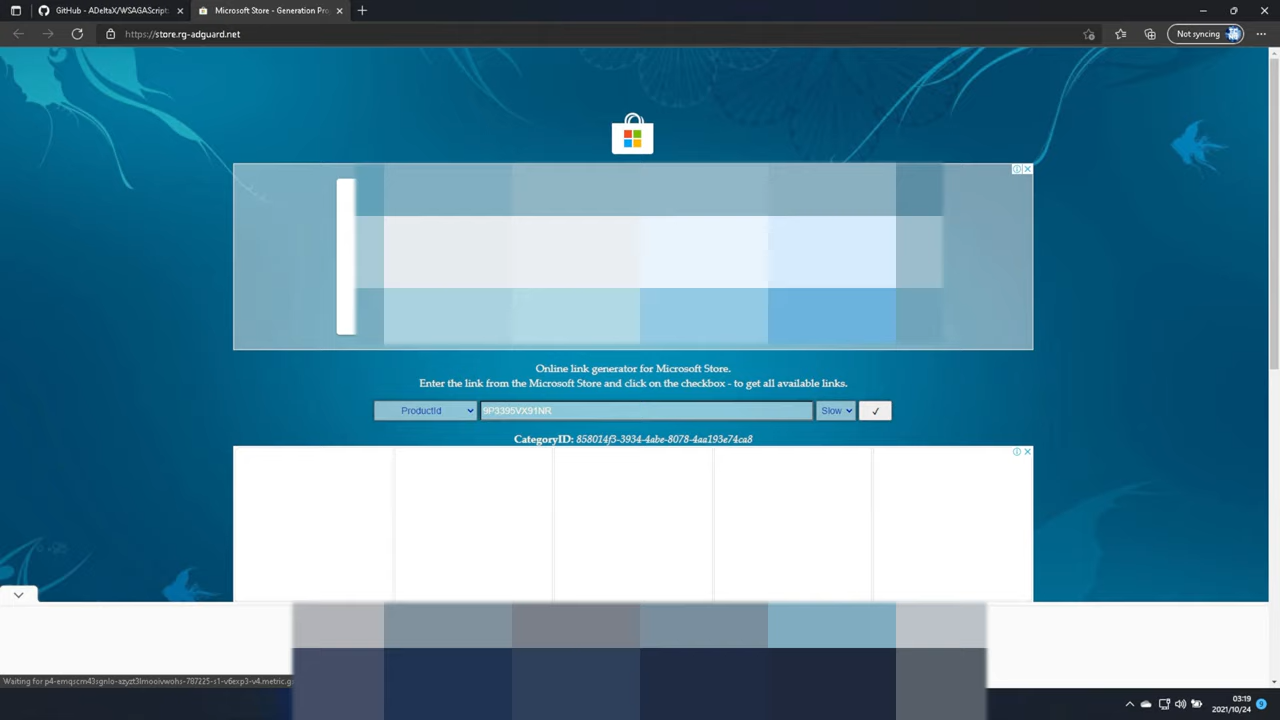 GitHub - ADeltaX/WSAGAScript:
Microsoft Store - Generation Pro
https://store.rg-adguard.net
Not syncing
Online link generator for Microsoft Store.
Enter the link from the Microsoft Store and click on the checkbox - to get all available links.
ProductId
9P3395VX91NR
Slow
✓
CategoryID: 858014f3-3934-4abe-8078-4aa193e74ca8
03:19
2021/10/24
9